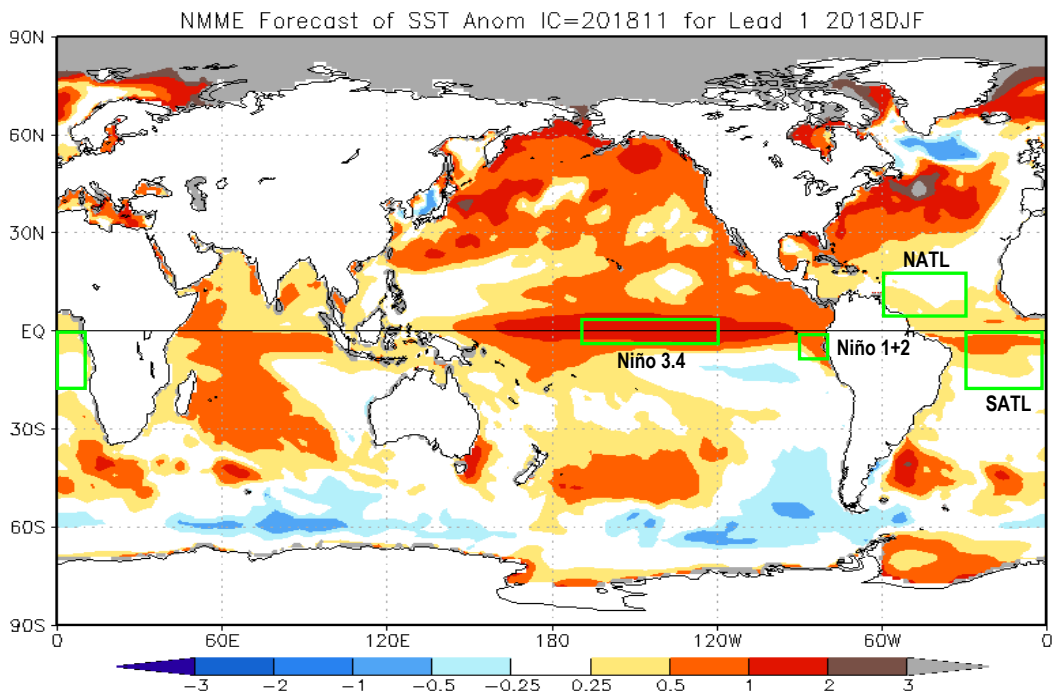 NMME Forecast of SST Anom IC=201811 for Lead 1 2018DJF
90N
60N
30N
EQ
30S
60S
90S
NATL
Niño 3.4
Niño 1+2
SATL
0 60E 120E 180 120W 60W 0
-3 -2 -1 -0.5 -0.25 0.25 0.5 1 2 3